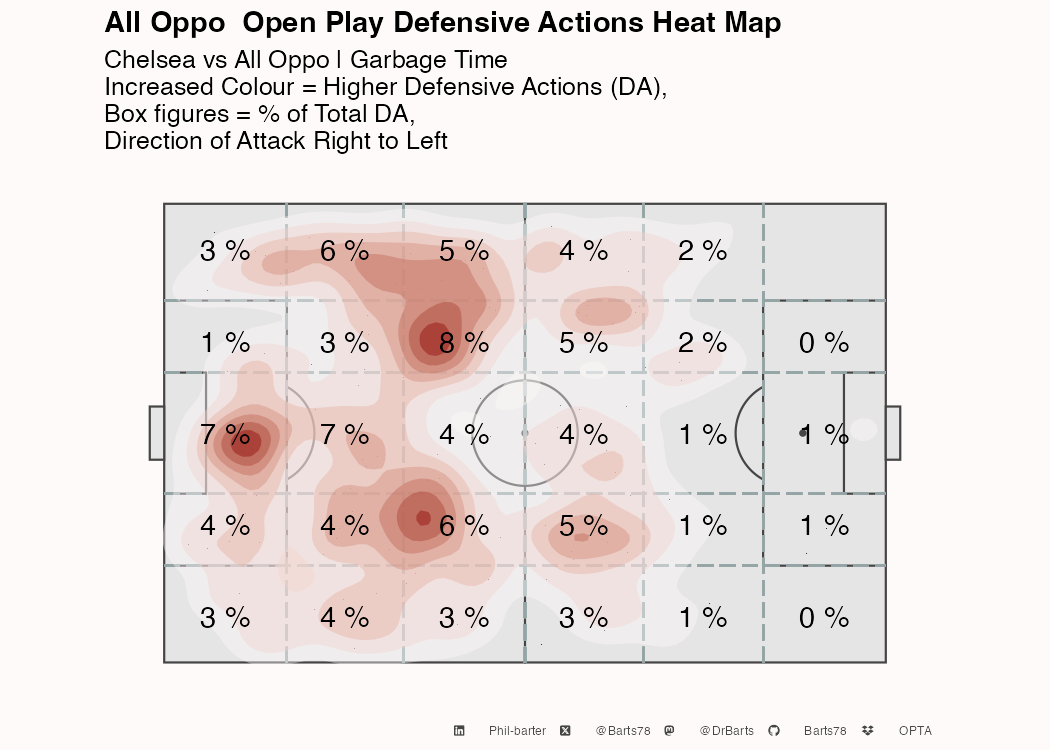 All Oppo  Open Play Defensive Actions Heat Map
Chelsea vs All Oppo | Garbage Time
Increased Colour = Higher Defensive Actions (DA),
Box figures = % of Total DA,
Direction of Attack Right to Left
3 % 6 % 5 % 4 % 2 %
1 % 3 % 8 % 5 % 2 % 0 %
7 % 7 % 4 % 4 % 1 % 1 %
4 % 4 % 6 % 5 % 1 % 1 %
3 % 4 % 3 % 3 % 1 % 0 %
Phil-barter @Barts78 @DrBarts Barts78 OPTA